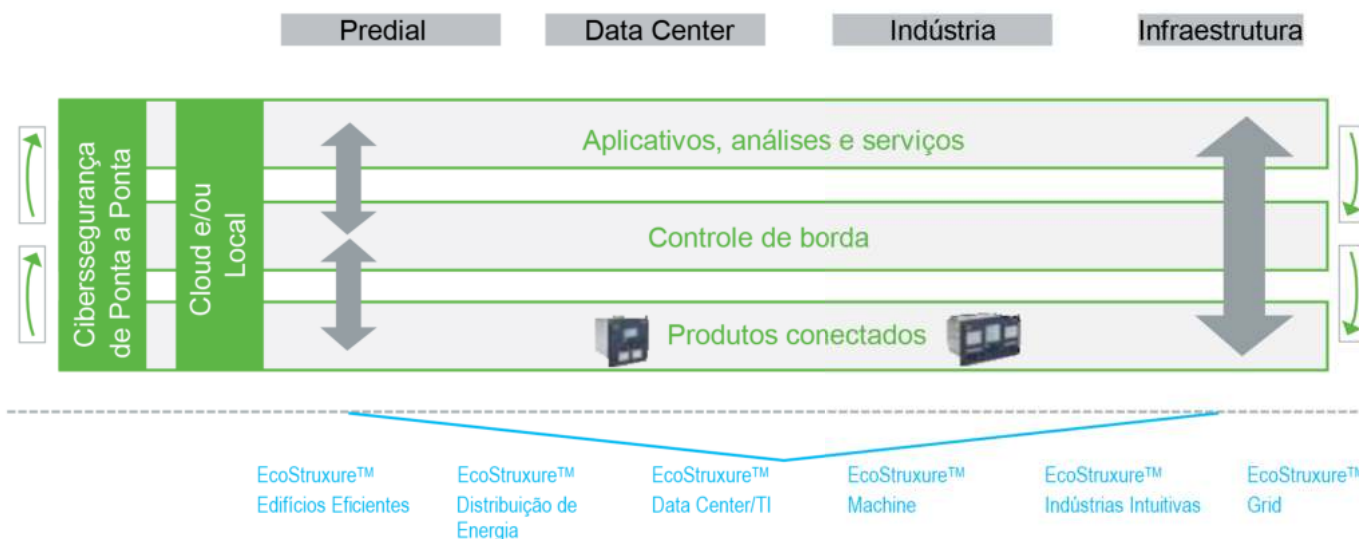 Predial
Data Center
Indústria
Infraestrutura
Ciberssegurança
de Ponta a Ponta
Cloud e/ou
Local
Aplicativos, análises e serviços
Controle de borda
Produtos conectados
EcoStruxure™
Edifícios Eficientes
EcoStruxure™
Distribuição de
Energia
EcoStruxure™
Data Center/TI
EcoStruxure™
Machine
EcoStruxure™
Indústrias Intuitivas
EcoStruxure™
Grid